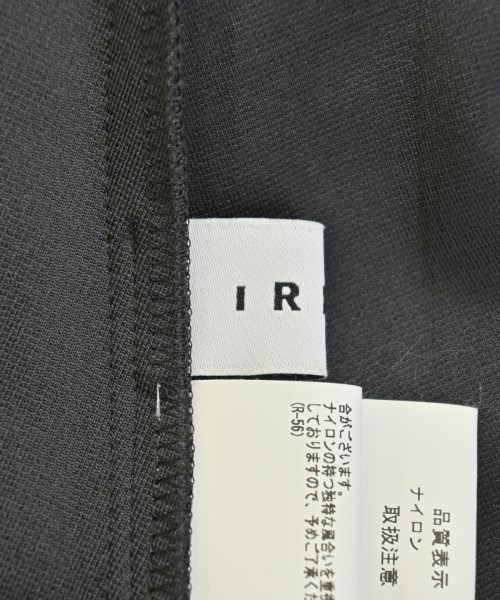 I R
合がございます。
ナイロンの持つ独特な風合いを重視
しておりますので、予めご了承くだ
(R-56)
品質表示
ナイロン
取扱注意